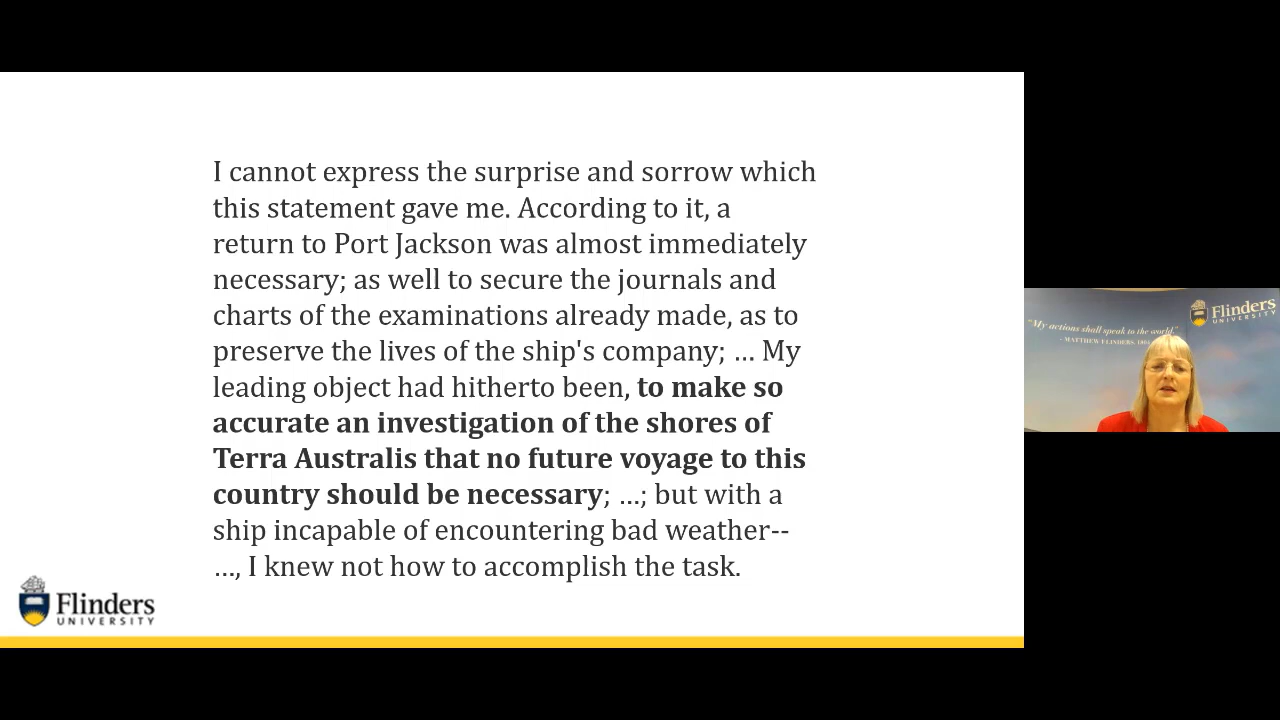 I cannot express the surprise and sorrow which
this statement gave me. According to it, a
return to Port Jackson was almost immediately
necessary; as well to secure the journals and
charts of the examinations already made, as to
preserve the lives of the ship's company; … My
leading object had hitherto been, to make so
accurate an investigation of the shores of
Terra Australis that no future voyage to this
country should be necessary; …; but with a
ship incapable of encountering bad weather--
…, I knew not how to accomplish the task.
Flinders
UNIVERSITY
Flinders
UNIVERSITY
"My actions shall speak to the world."
- MATTHEW FLINDERS,